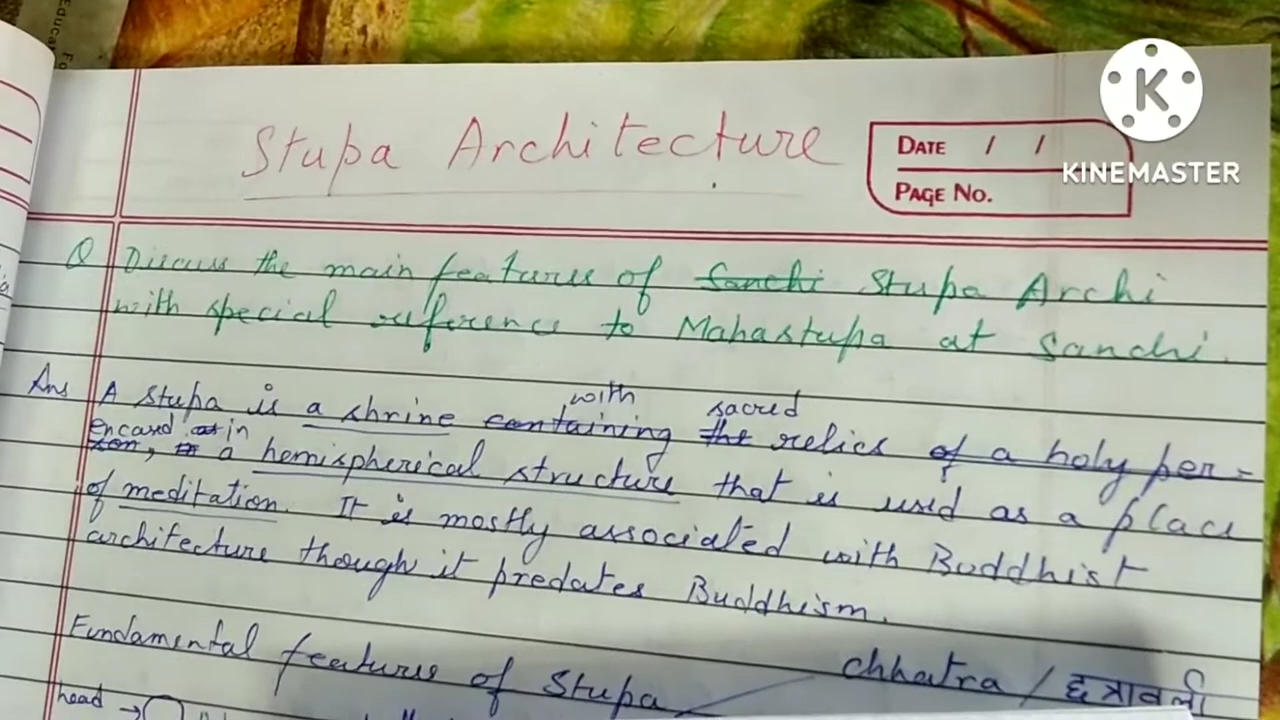 Stupa Architecture
DATE / /
PAGE No.
KINEMASTER
Q Discuss the main features of Sanchi Stupa Archi
with special reference to Mahastupa at Sanchi.
with sacred
Ans A stupa is a shrine containing the relics of a holy per-
encased as in
son, a hemispherical structure that is used as a place
of meditation. It is mostly associated with Buddhist
architecture though it predates Buddhism.
Fundamental features of Stupa
chhatra / छत्रावली
head →